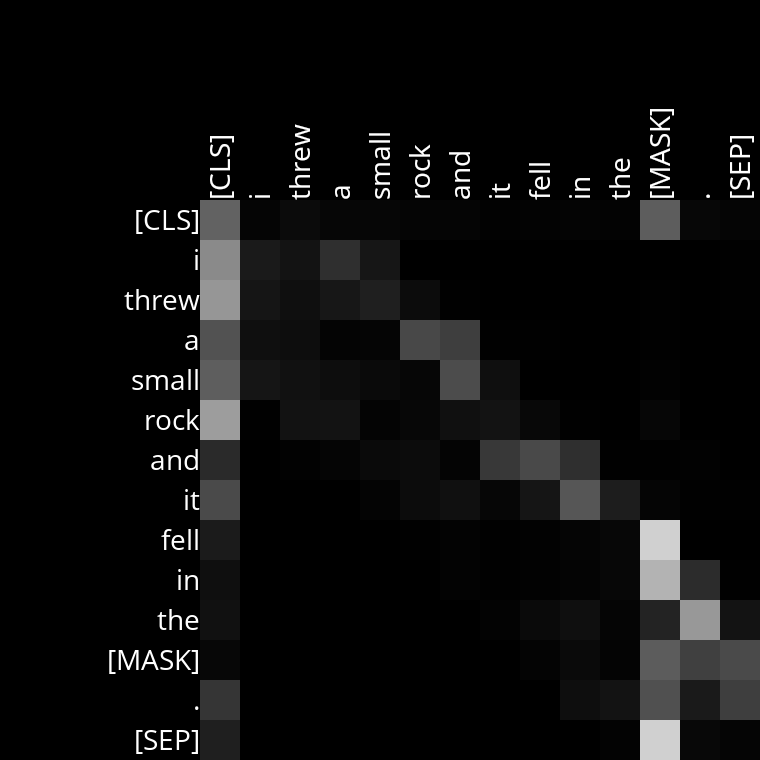 [CLS] i threw a small rock and it fell in the [MASK] . [SEP]
[CLS]
i
threw
a
small
rock
and
it
fell
in
the
[MASK]
.
[SEP]